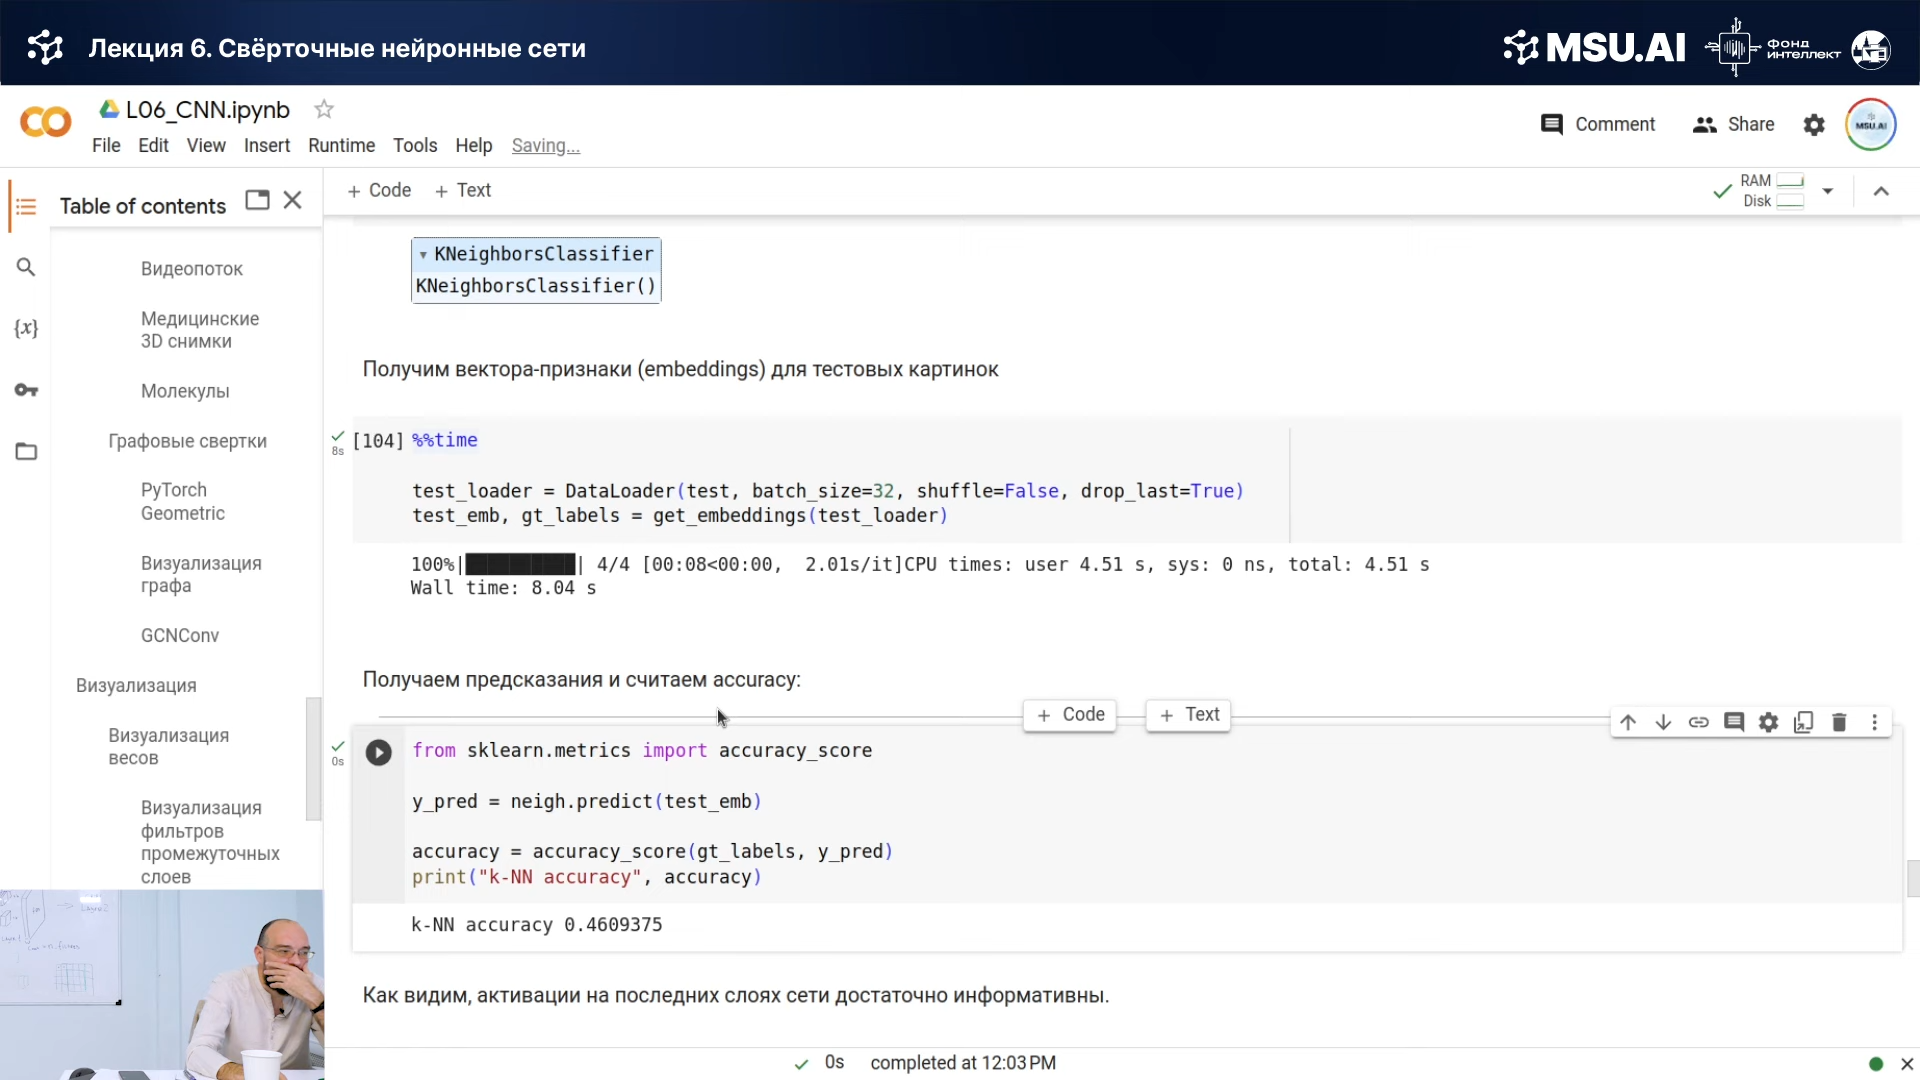 Лекция 6. Свёрточные нейронные сети
MSU.AI
ФОНД
ИНТЕЛЛЕКТ
L06_CNN.ipynb
File Edit View Insert Runtime Tools Help Saving...
Comment
Share
MSU.AI
Table of contents
+ Code + Text
RAM
Disk
Видеопоток
Медицинские
3D снимки
Молекулы
Графовые свертки
PyTorch
Geometric
Визуализация
графа
GCNConv
Визуализация
Визуализация
весов
Визуализация
фильтров
промежуточных
слоев
{x}
KNeighborsClassifier
KNeighborsClassifier()
Получим вектора-признаки (embeddings) для тестовых картинок
8s
[104] %%time
test_loader = DataLoader(test, batch_size=32, shuffle=False, drop_last=True)
test_emb, gt_labels = get_embeddings(test_loader)
100%|██████████| 4/4 [00:08<00:00,  2.01s/it]CPU times: user 4.51 s, sys: 0 ns, total: 4.51 s
Wall time: 8.04 s
Получаем предсказания и считаем accuracy:
+ Code + Text
0s
from sklearn.metrics import accuracy_score
y_pred = neigh.predict(test_emb)
accuracy = accuracy_score(gt_labels, y_pred)
print("k-NN accuracy", accuracy)
k-NN accuracy 0.4609375
Как видим, активации на последних слоях сети достаточно информативны.
0s completed at 12:03 PM